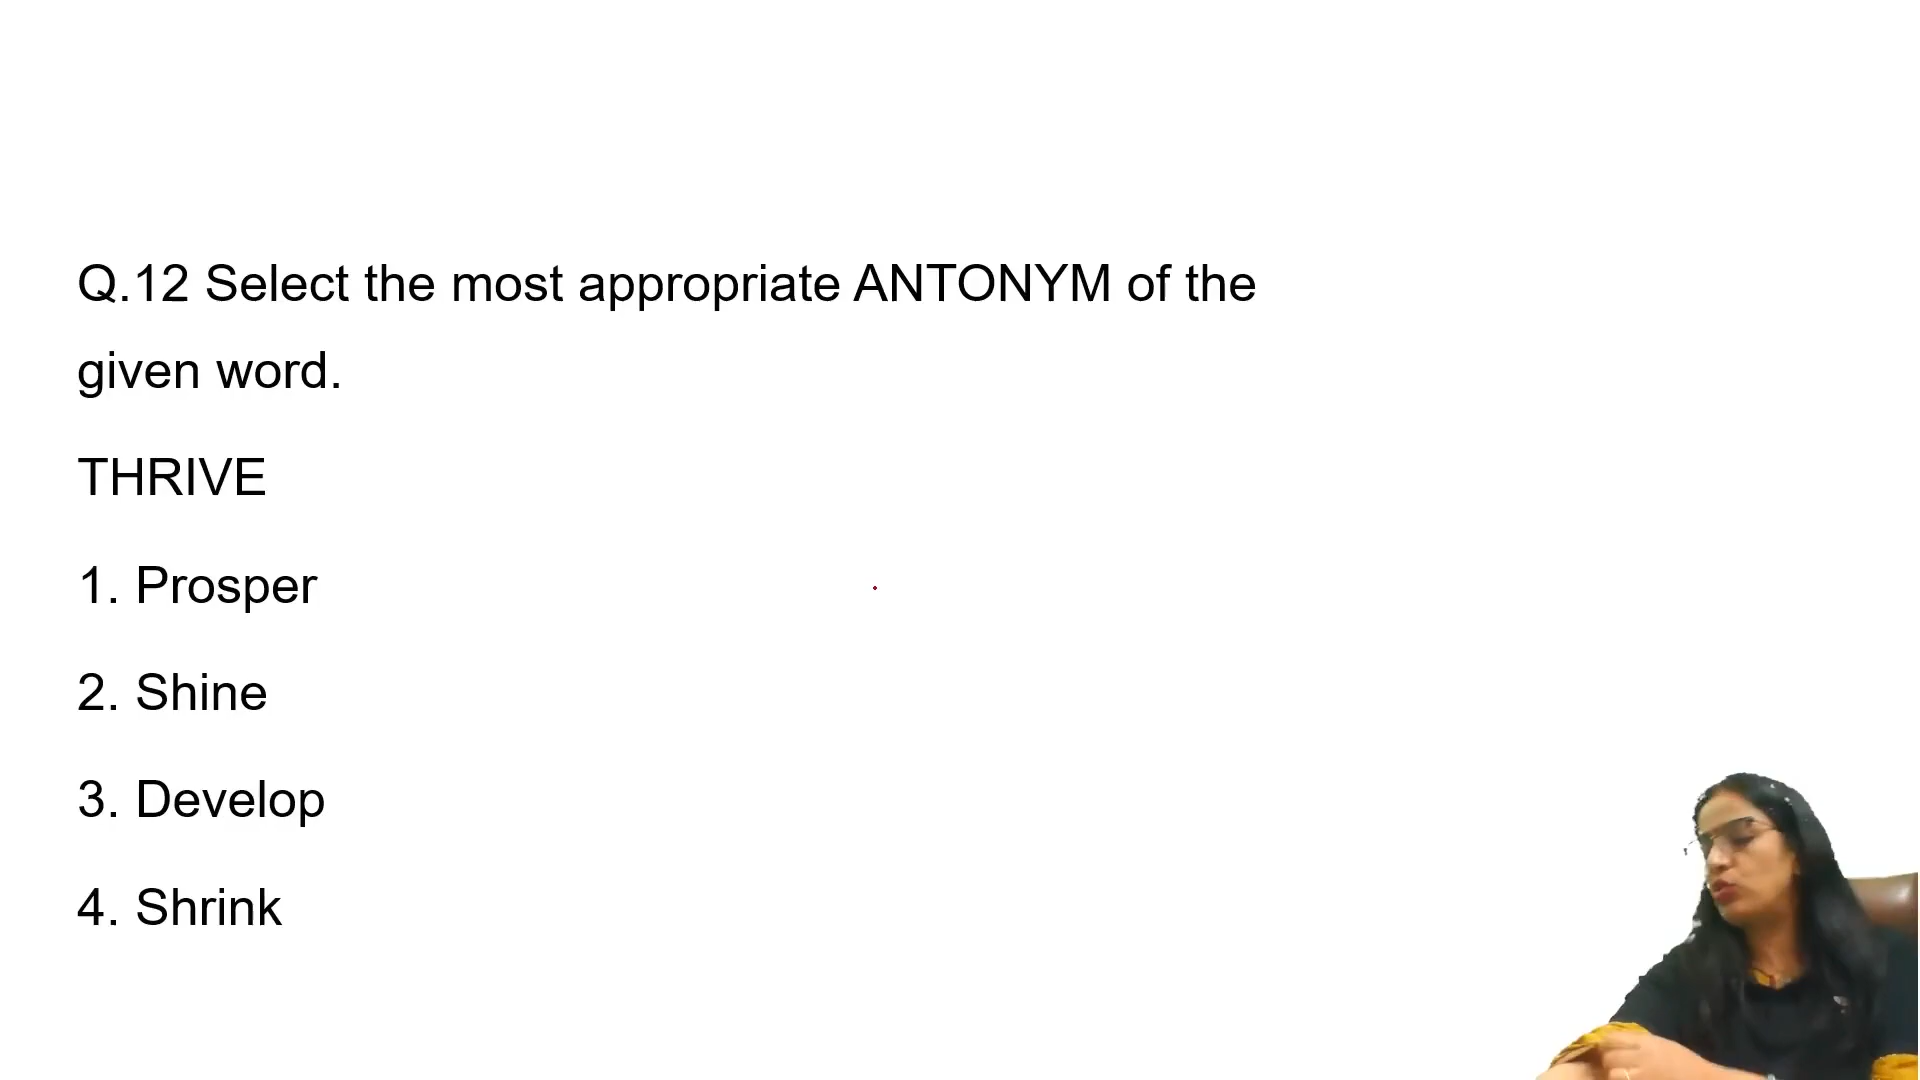 Q.12 Select the most appropriate ANTONYM of the
given word.
THRIVE
1. Prosper
2. Shine
3. Develop
4. Shrink